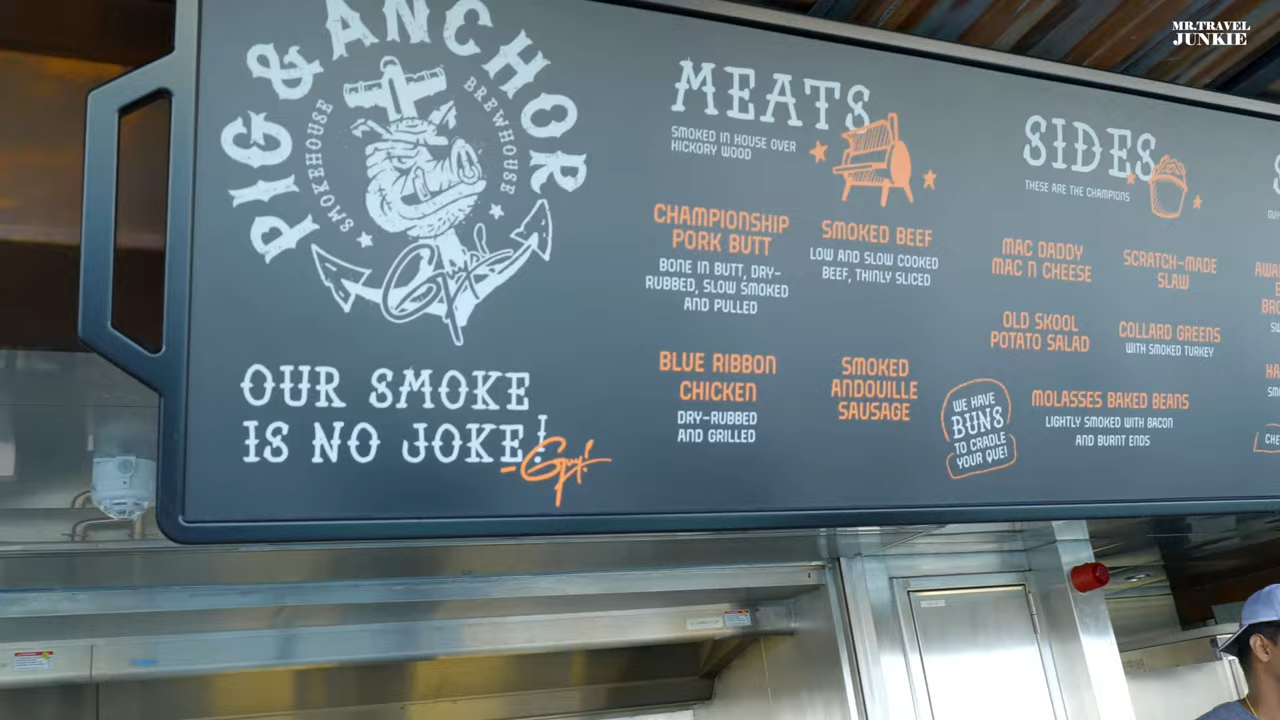 MR.TRAVEL
JUNKIE
PIG & ANCHOR
SMOKEHOUSE
BREWHOUSE
Guy
OUR SMOKE
IS NO JOKE!
-Guy!
MEATS
SMOKED IN HOUSE OVER
HICKORY WOOD
CHAMPIONSHIP
PORK BUTT
BONE IN BUTT, DRY-
RUBBED, SLOW SMOKED
AND PULLED
SMOKED BEEF
LOW AND SLOW COOKED
BEEF, THINLY SLICED
BLUE RIBBON
CHICKEN
DRY-RUBBED
AND GRILLED
SMOKED
ANDOUILLE
SAUSAGE
WE HAVE
BUNS
TO CRADLE
YOUR QUE!
SIDES
THESE ARE THE CHAMPIONS
MAC DADDY
MAC N CHEESE
SCRATCH-MADE
SLAW
OLD SKOOL
POTATO SALAD
COLLARD GREENS
WITH SMOKED TURKEY
MOLASSES BAKED BEANS
LIGHTLY SMOKED WITH BACON
AND BURNT ENDS